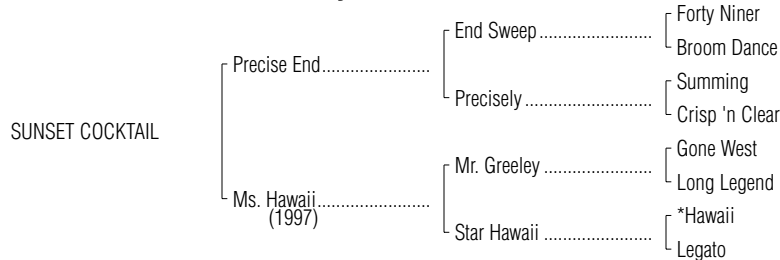 Forty Niner
End Sweep........................
Broom Dance
Precise End.......................
Summing
Precisely ..........................
Crisp 'n Clear
SUNSET COCKTAIL
Gone West
Mr. Greeley .......................
Long Legend
Ms. Hawaii........................
(1997)
*Hawaii
Star Hawaii .......................
Legato